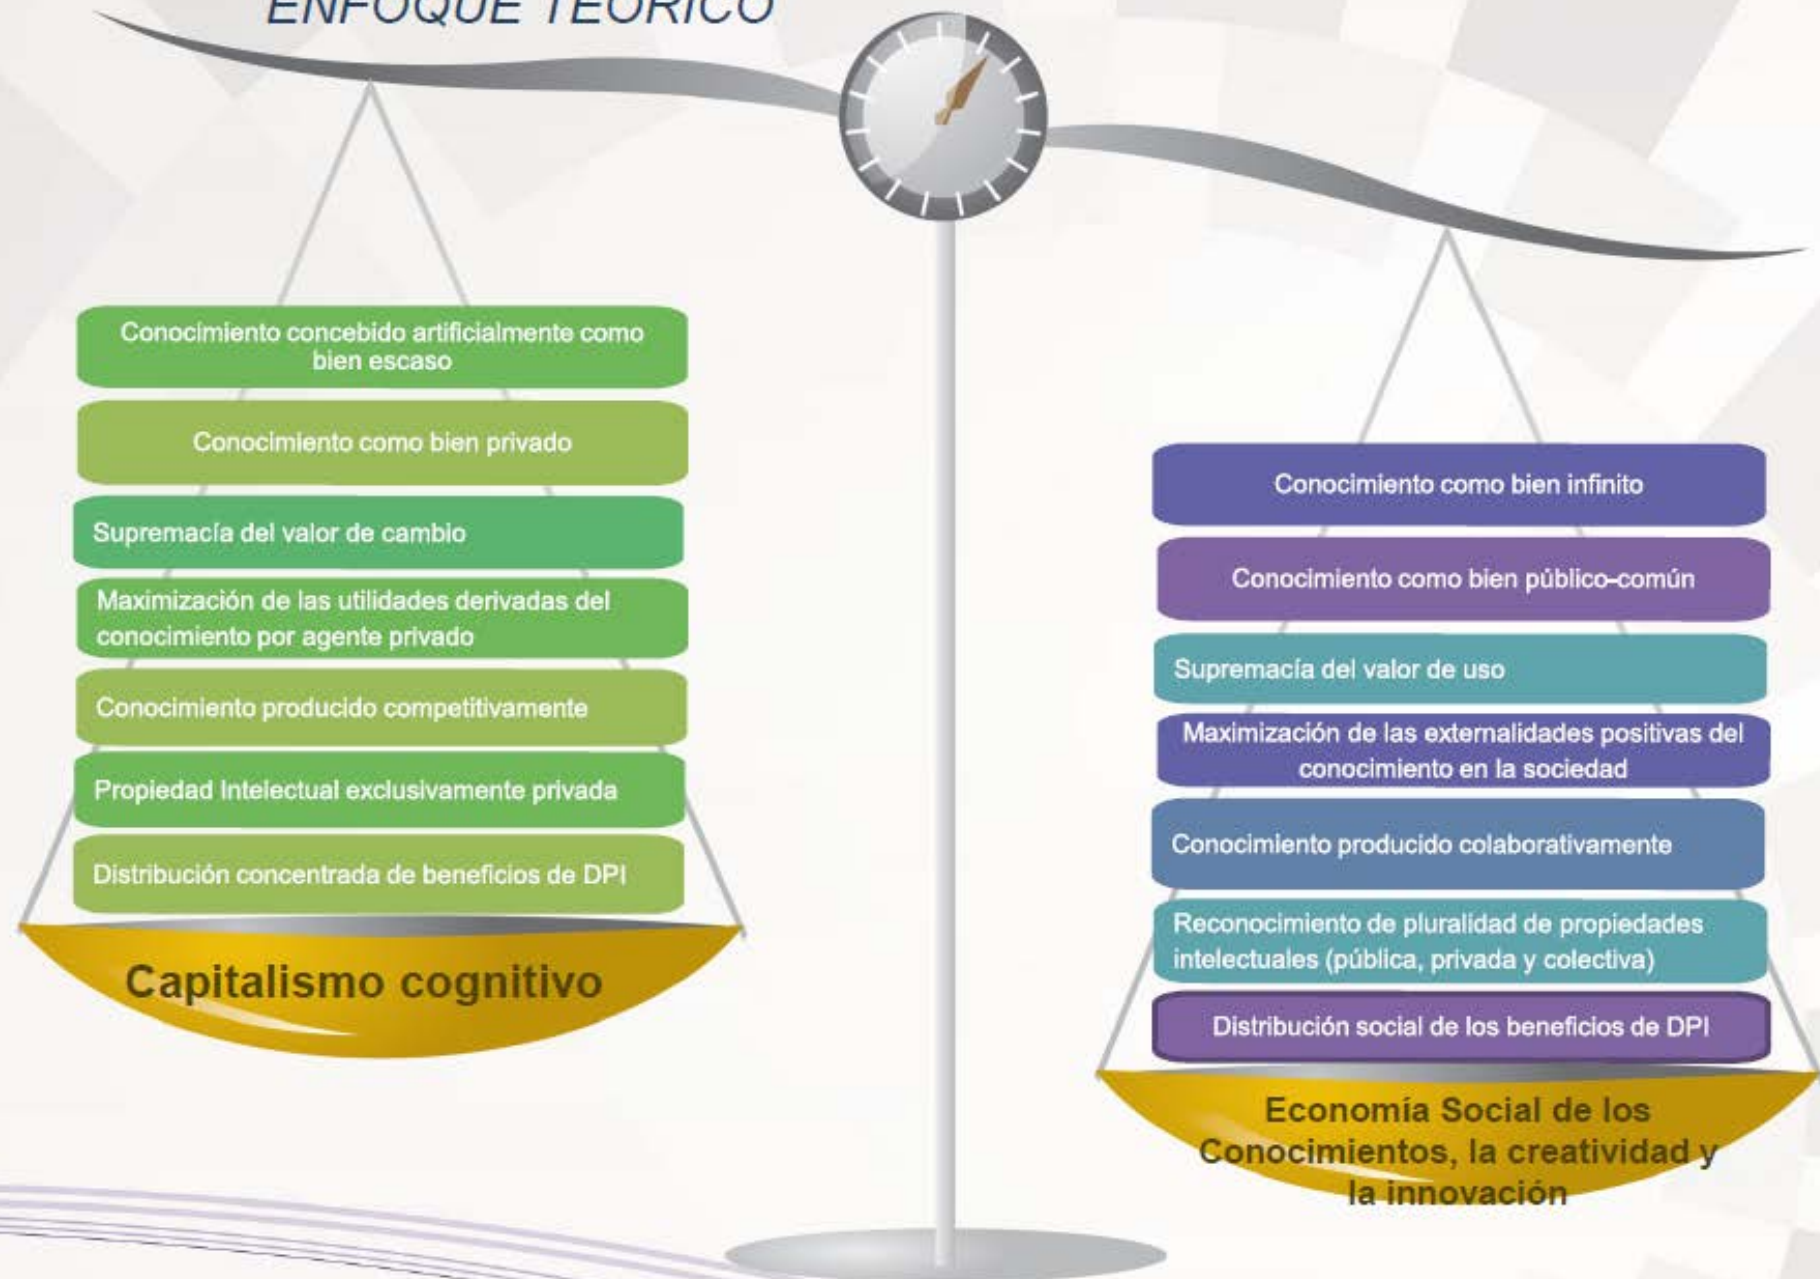 ENFOQUE TEÓRICO
Conocimiento concebido artificialmente como
bien escaso
Conocimiento como bien privado
Supremacía del valor de cambio
Maximización de las utilidades derivadas del
conocimiento por agente privado
Conocimiento producido competitivamente
Propiedad Intelectual exclusivamente privada
Distribución concentrada de beneficios de DPI
Capitalismo cognitivo
Conocimiento como bien infinito
Conocimiento como bien público-común
Supremacía del valor de uso
Maximización de las externalidades positivas del
conocimiento en la sociedad
Conocimiento producido colaborativamente
Reconocimiento de pluralidad de propiedades
intelectuales (pública, privada y colectiva)
Distribución social de los beneficios de DPI
Economía Social de los
Conocimientos, la creatividad y
la innovación